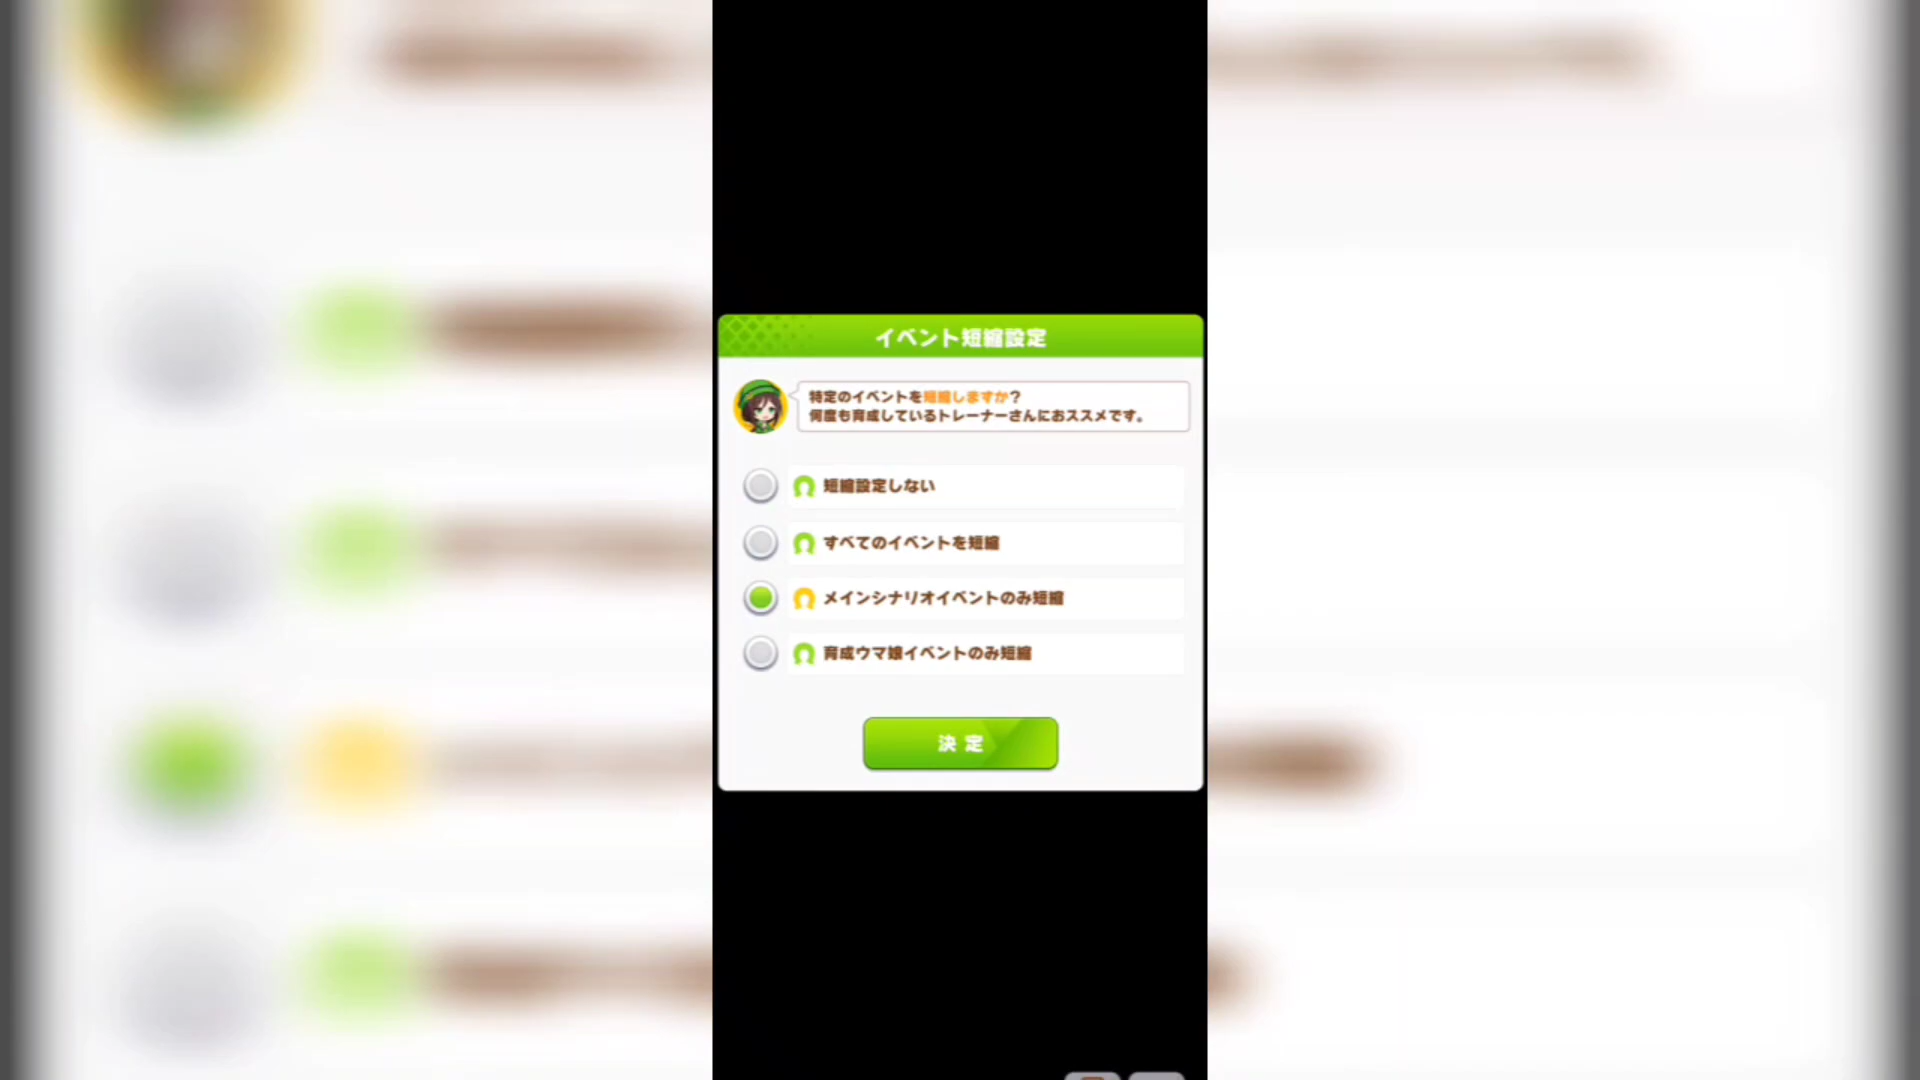 イベント短縮設定
特定のイベントを短縮しますか？
何度も育成しているトレーナーさんにおススメです。
短縮設定しない
すべてのイベントを短縮
メインシナリオイベントのみ短縮
育成ウマ娘イベントのみ短縮
決定